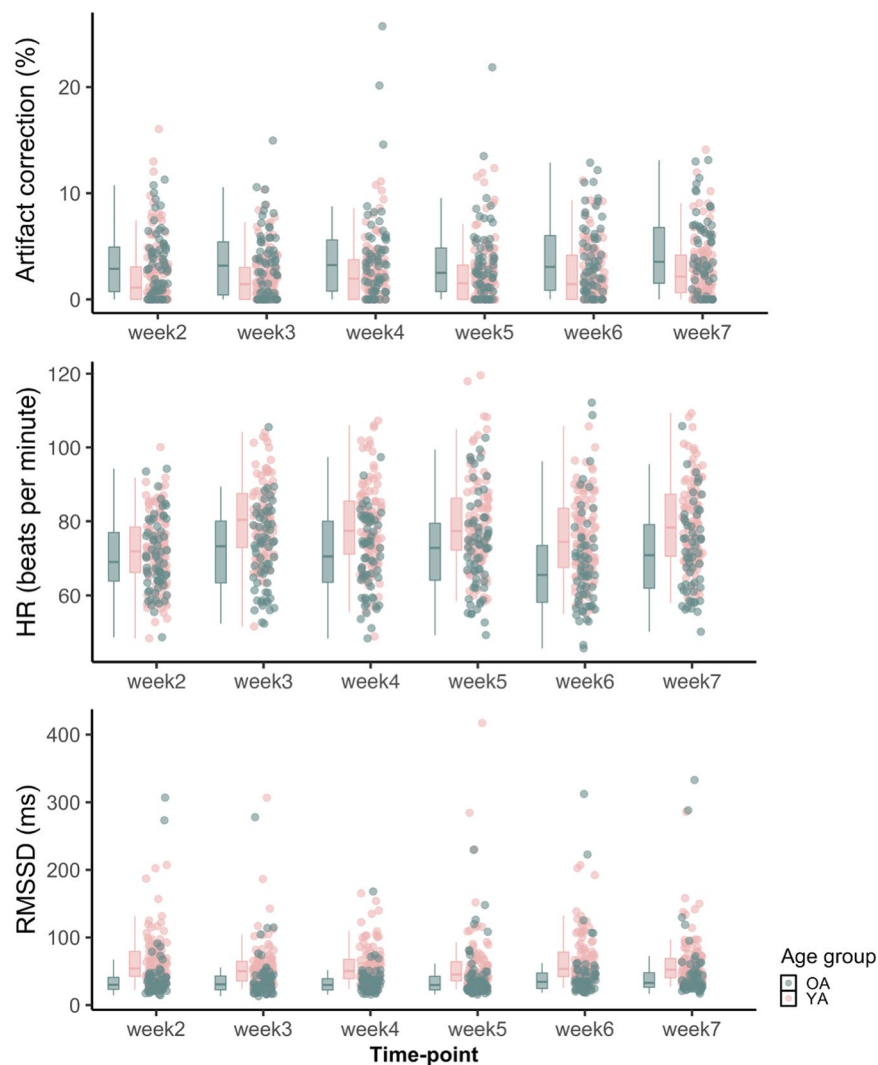 Artifact correction (%)
20
10
0
week2 week3 week4 week5 week6 week7
HR (beats per minute)
120
100
80
60
week2 week3 week4 week5 week6 week7
RMSSD (ms)
400
300
200
100
0
week2 week3 week4 week5 week6 week7
Time-point
Age group
OA
YA